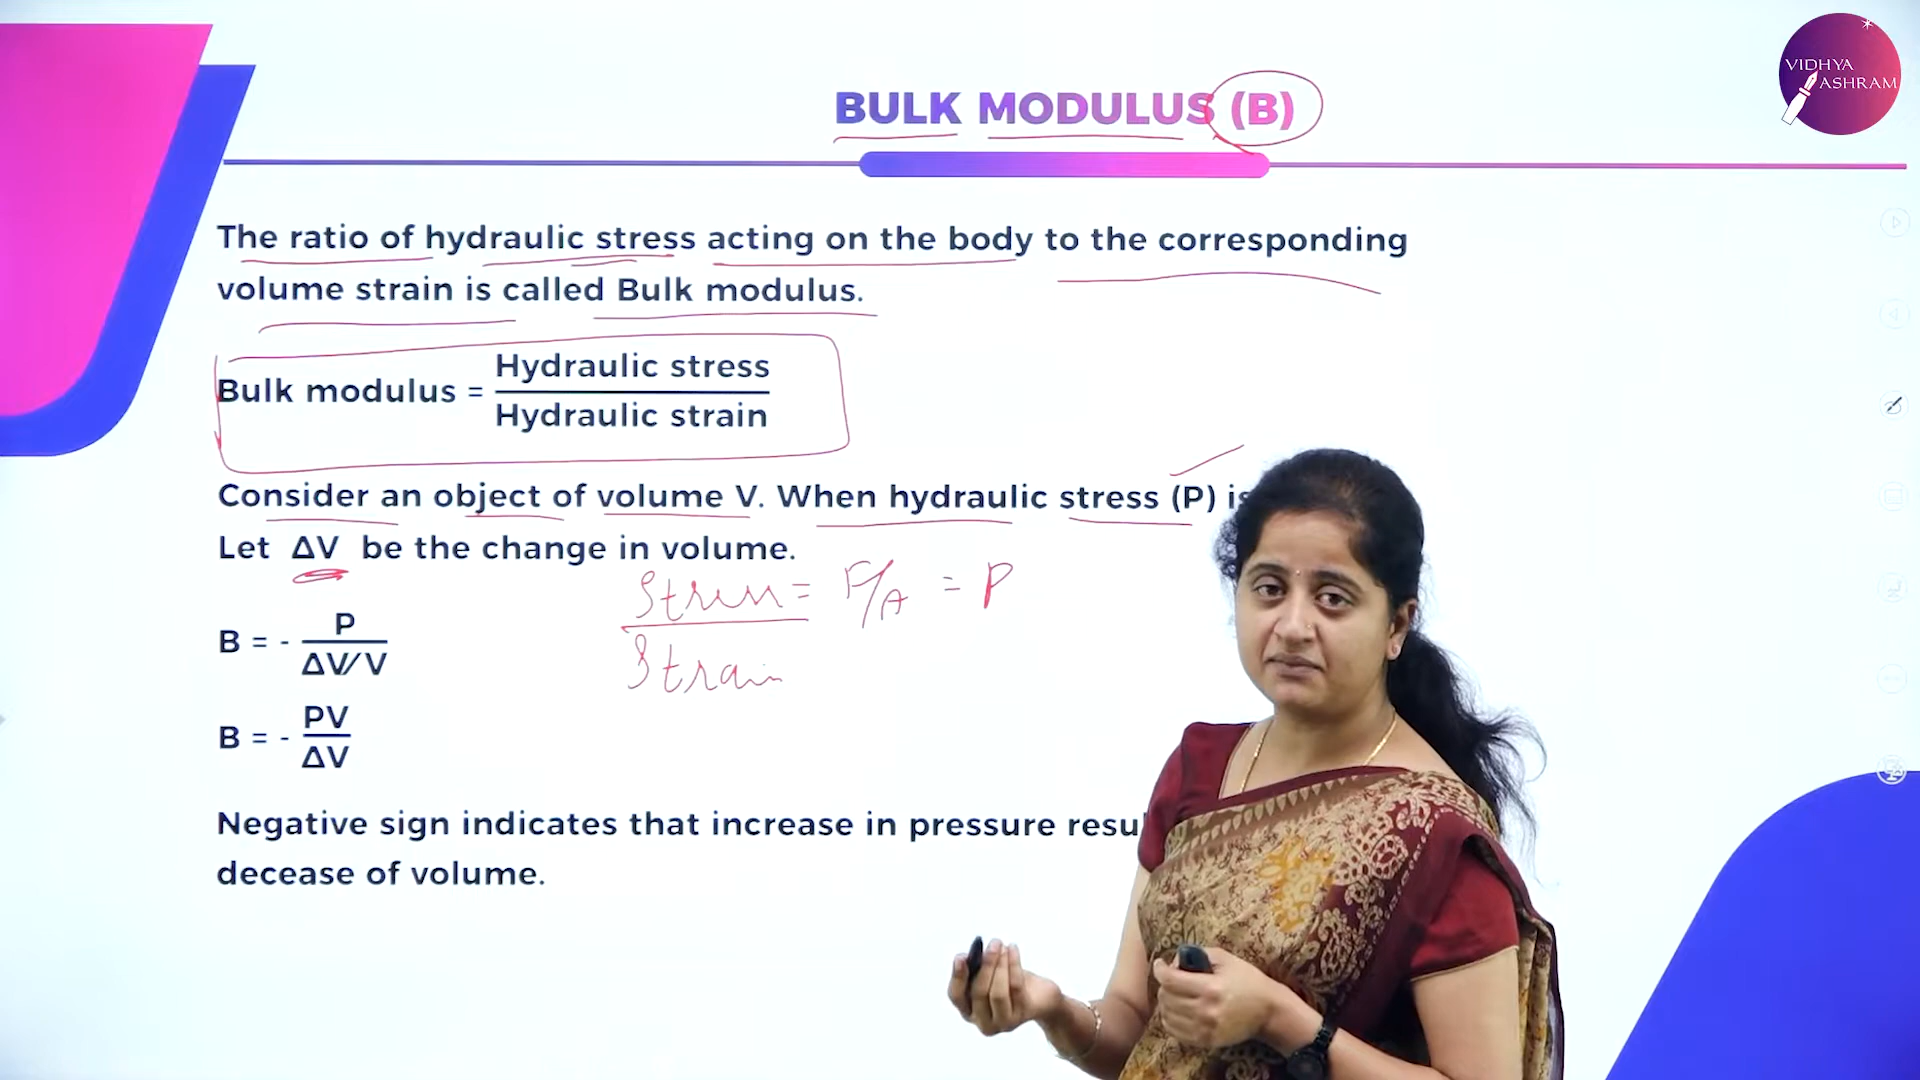 VIDHYA
ASHRAM
BULK MODULUS (B)
The ratio of hydraulic stress acting on the body to the corresponding
volume strain is called Bulk modulus.
Bulk modulus = Hydraulic stress
Hydraulic strain
Consider an object of volume V. When hydraulic stress (P) is
Let ΔV be the change in volume.
Stress = F/A = P
Strain
B = - P
ΔV/V
B = - PV
ΔV
Negative sign indicates that increase in pressure
decease of volume.